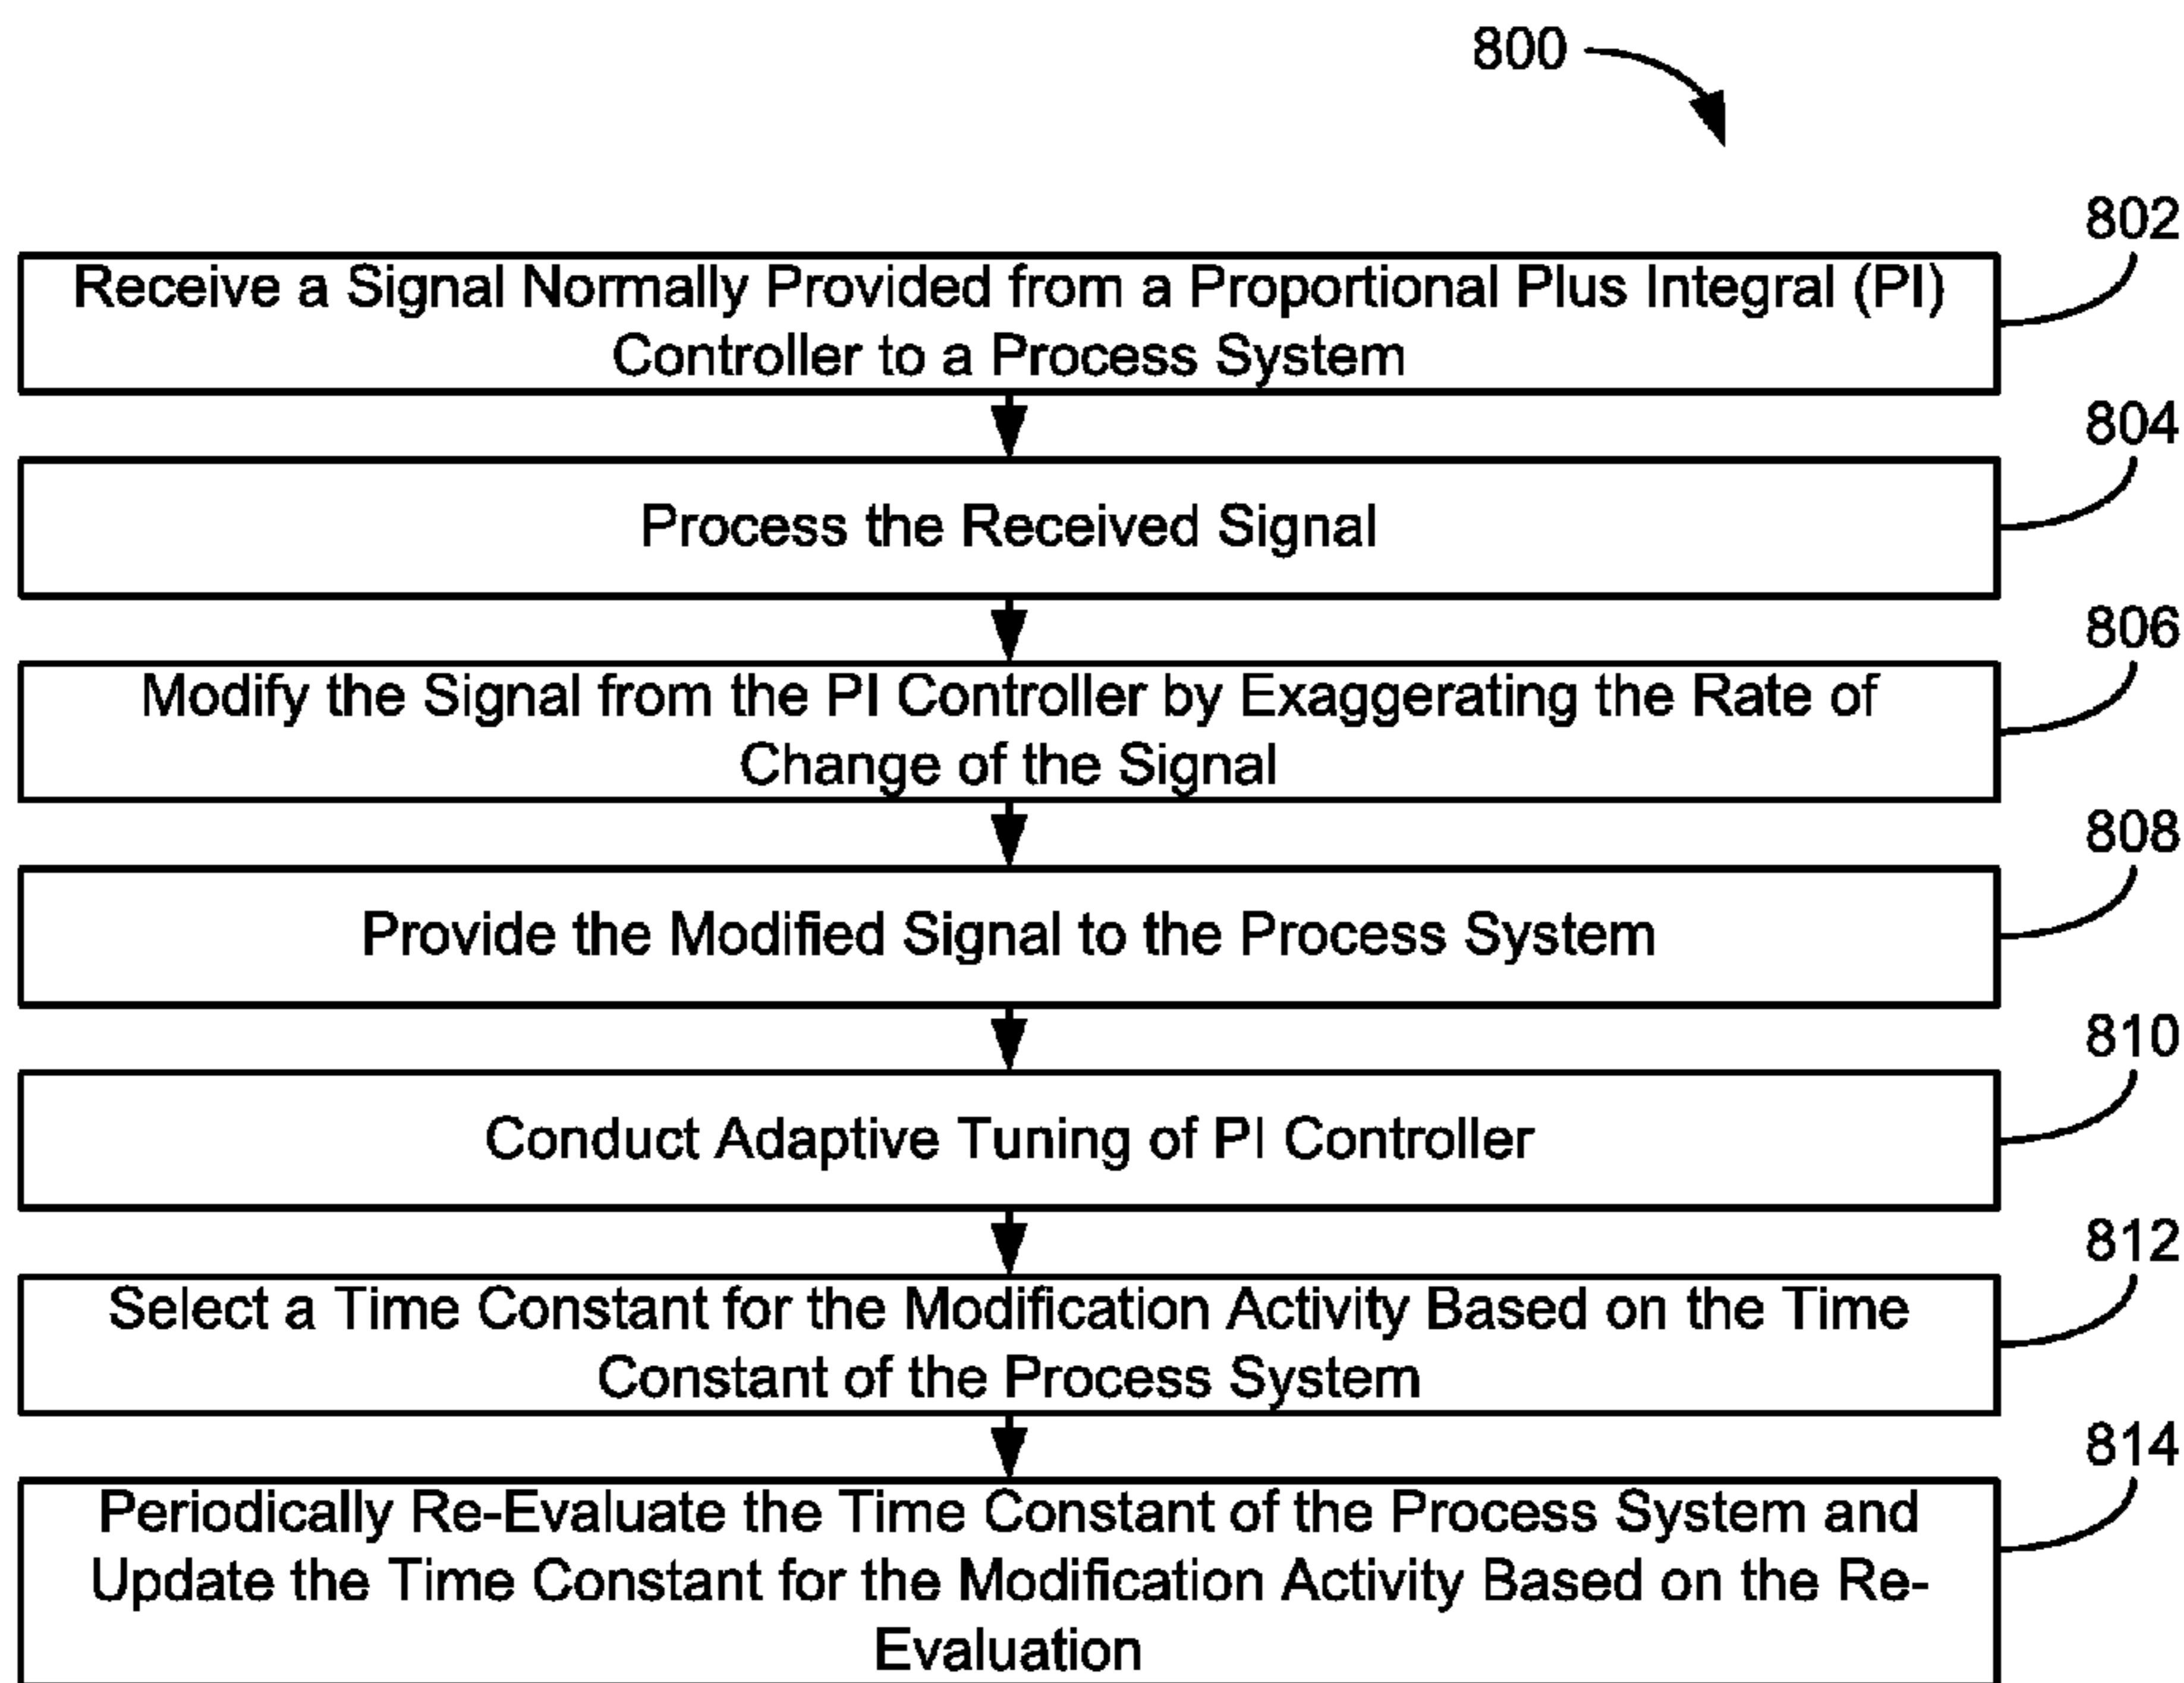 800
802
Receive a Signal Normally Provided from a Proportional Plus Integral (PI)
Controller to a Process System
804
Process the Received Signal
806
Modify the Signal from the PI Controller by Exaggerating the Rate of
Change of the Signal
808
Provide the Modified Signal to the Process System
810
Conduct Adaptive Tuning of PI Controller
812
Select a Time Constant for the Modification Activity Based on the Time
Constant of the Process System
814
Periodically Re-Evaluate the Time Constant of the Process System and
Update the Time Constant for the Modification Activity Based on the Re-
Evaluation